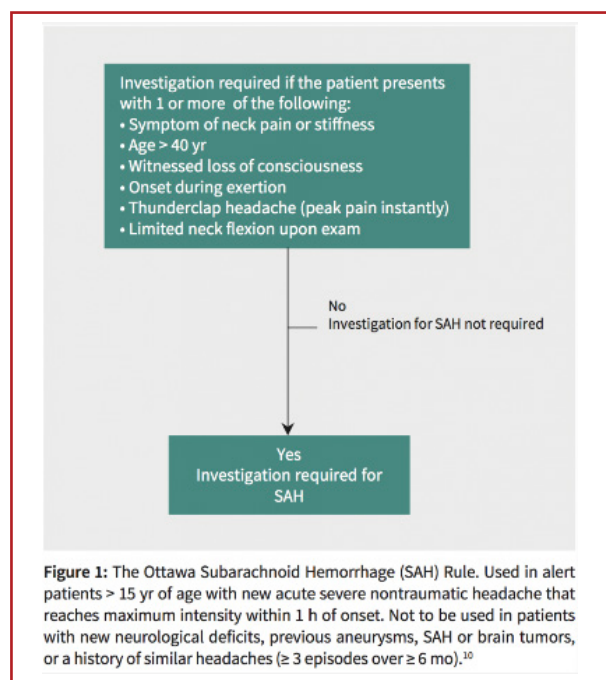 Investigation required if the patient presents
with 1 or more of the following:
• Symptom of neck pain or stiffness
• Age > 40 yr
• Witnessed loss of consciousness
• Onset during exertion
• Thunderclap headache (peak pain instantly)
• Limited neck flexion upon exam
No
Investigation for SAH not required
Yes
Investigation required for
SAH
Figure 1: The Ottawa Subarachnoid Hemorrhage (SAH) Rule. Used in alert
patients > 15 yr of age with new acute severe nontraumatic headache that
reaches maximum intensity within 1 h of onset. Not to be used in patients
with new neurological deficits, previous aneurysms, SAH or brain tumors,
or a history of similar headaches (≥ 3 episodes over ≥ 6 mo).¹⁰